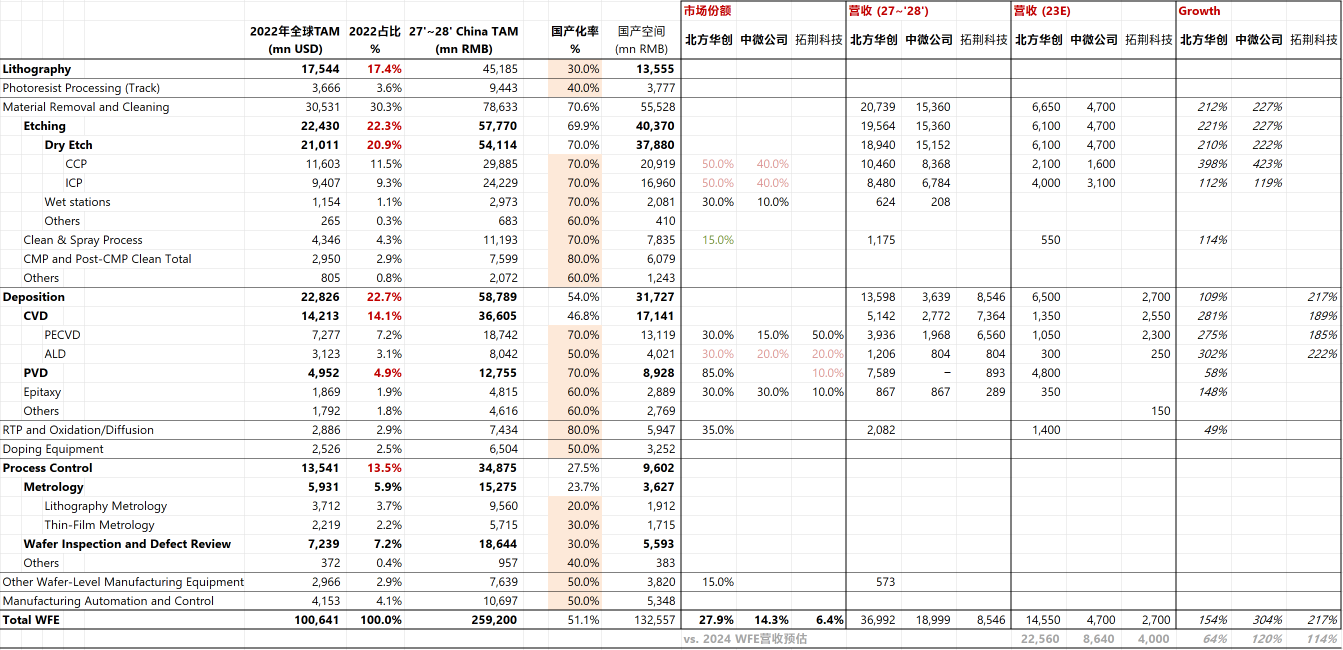 市场份额 营收 (27~'28') 营收 (23E) Growth
2022年全球TAM 2022占比 27'~28' China TAM 国产化率 国产空间
(mn USD) % (mn RMB) % (mn RMB)
北方华创 中微公司 拓荆科技 北方华创 中微公司 拓荆科技 北方华创 中微公司 拓荆科技 北方华创 中微公司 拓荆科技
Lithography 17,544 17.4% 45,185 30.0% 13,555
Photoresist Processing (Track) 3,666 3.6% 9,443 40.0% 3,777
Material Removal and Cleaning 30,531 30.3% 78,633 70.6% 55,528 20,739 15,360 6,650 4,700 212% 227%
Etching 22,430 22.3% 57,770 69.9% 40,370 19,564 15,360 6,100 4,700 221% 227%
Dry Etch 21,011 20.9% 54,114 70.0% 37,880 18,940 15,152 6,100 4,700 210% 222%
CCP 11,603 11.5% 29,885 70.0% 20,919 50.0% 40.0% 10,460 8,368 2,100 1,600 398% 423%
ICP 9,407 9.3% 24,229 70.0% 16,960 50.0% 40.0% 8,480 6,784 4,000 3,100 112% 119%
Wet stations 1,154 1.1% 2,973 70.0% 2,081 30.0% 10.0% 624 208
Others 265 0.3% 683 60.0% 410
Clean & Spray Process 4,346 4.3% 11,193 70.0% 7,835 15.0% 1,175 550 114%
CMP and Post-CMP Clean Total 2,950 2.9% 7,599 80.0% 6,079
Others 805 0.8% 2,072 60.0% 1,243
Deposition 22,826 22.7% 58,789 54.0% 31,727 13,598 3,639 8,546 6,500 2,700 109% 217%
CVD 14,213 14.1% 36,605 46.8% 17,141 5,142 2,772 7,364 1,350 2,550 281% 189%
PECVD 7,277 7.2% 18,742 70.0% 13,119 30.0% 15.0% 50.0% 3,936 1,968 6,560 1,050 2,300 275% 185%
ALD 3,123 3.1% 8,042 50.0% 4,021 30.0% 20.0% 20.0% 1,206 804 804 300 250 302% 222%
PVD 4,952 4.9% 12,755 70.0% 8,928 85.0% 10.0% 7,589 – 893 4,800 58%
Epitaxy 1,869 1.9% 4,815 60.0% 2,889 30.0% 30.0% 10.0% 867 867 289 350 148%
Others 1,792 1.8% 4,616 60.0% 2,769 150
RTP and Oxidation/Diffusion 2,886 2.9% 7,434 80.0% 5,947 35.0% 2,082 1,400 49%
Doping Equipment 2,526 2.5% 6,504 50.0% 3,252
Process Control 13,541 13.5% 34,875 27.5% 9,602
Metrology 5,931 5.9% 15,275 23.7% 3,627
Lithography Metrology 3,712 3.7% 9,560 20.0% 1,912
Thin-Film Metrology 2,219 2.2% 5,715 30.0% 1,715
Wafer Inspection and Defect Review 7,239 7.2% 18,644 30.0% 5,593
Others 372 0.4% 957 40.0% 383
Other Wafer-Level Manufacturing Equipment 2,966 2.9% 7,639 50.0% 3,820 15.0% 573
Manufacturing Automation and Control 4,153 4.1% 10,697 50.0% 5,348
Total WFE 100,641 100.0% 259,200 51.1% 132,557 27.9% 14.3% 6.4% 36,992 18,999 8,546 14,550 4,700 2,700 154% 304% 217%
vs. 2024 WFE营收预估 22,560 8,640 4,000 64% 120% 114%